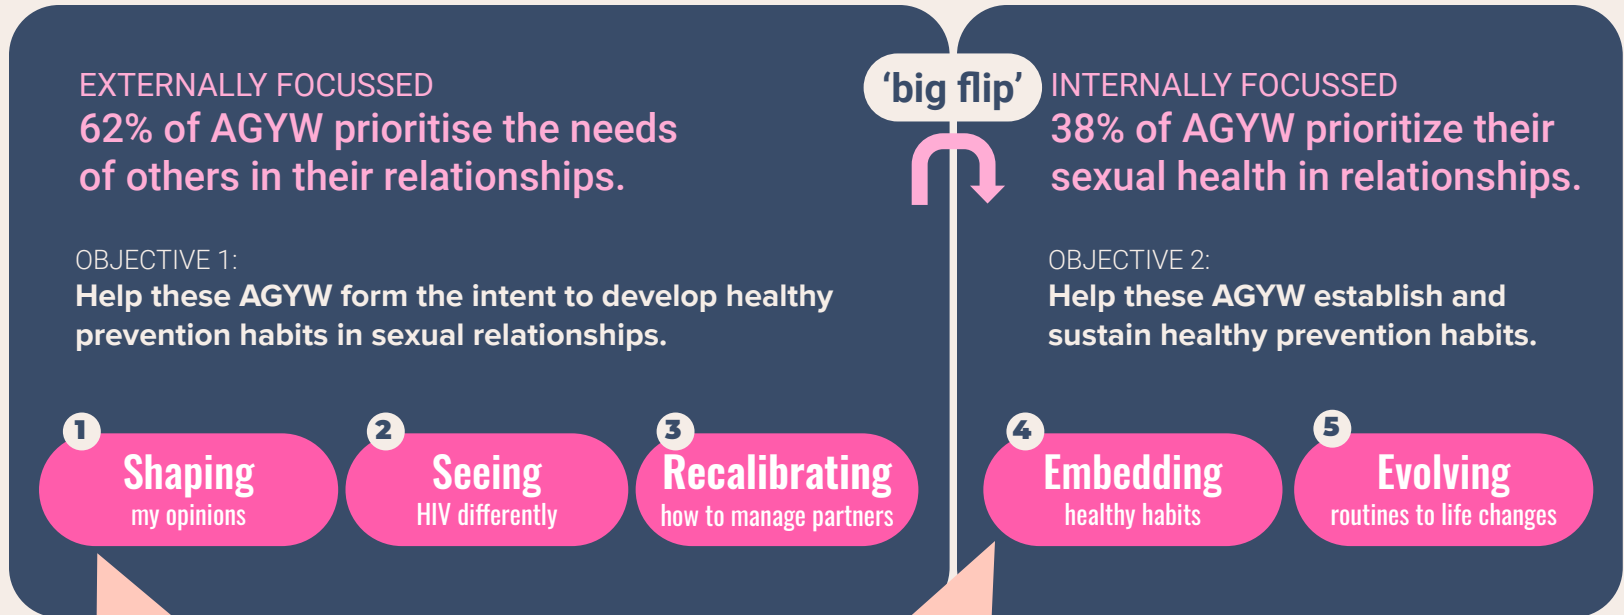 EXTERNALLY FOCUSSED
62% of AGYW prioritise the needs
of others in their relationships.
OBJECTIVE 1:
Help these AGYW form the intent to develop healthy
prevention habits in sexual relationships.
1
Shaping
my opinions
2
Seeing
HIV differently
3
Recalibrating
how to manage partners
‘big flip’
INTERNALLY FOCUSSED
38% of AGYW prioritize their
sexual health in relationships.
OBJECTIVE 2:
Help these AGYW establish and
sustain healthy prevention habits.
4
Embedding
healthy habits
5
Evolving
routines to life changes